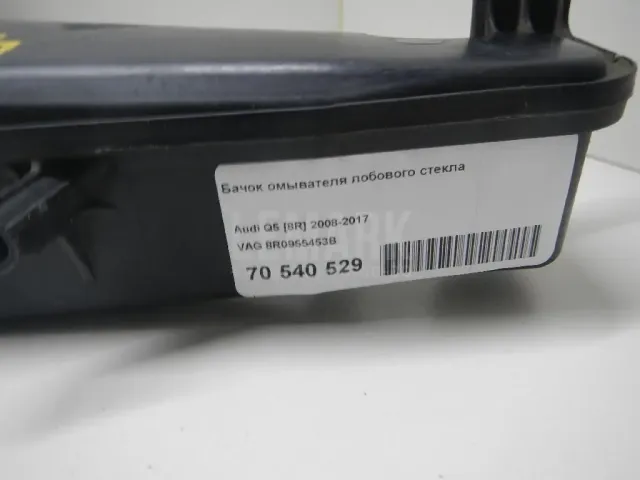 Бачок омывателя лобового стекла
Audi Q5 [8R] 2008-2017
VAG 8R0955453B
70 540 529